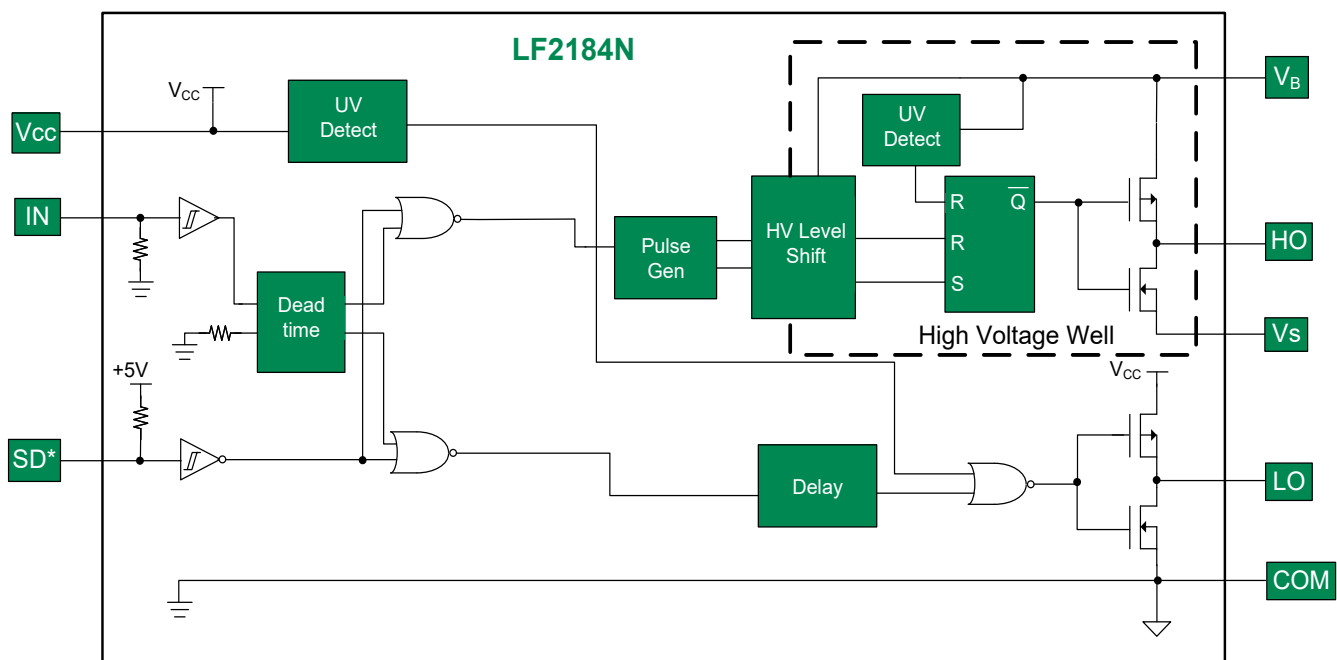 LF2184N
VCC
UV
Detect
VB
Vcc
UV
Detect
IN
R
Q̅
HV Level
Shift
Pulse
Gen
R
HO
S
Dead
time
High Voltage Well
Vs
+5V
VCC
SD*
Delay
LO
COM